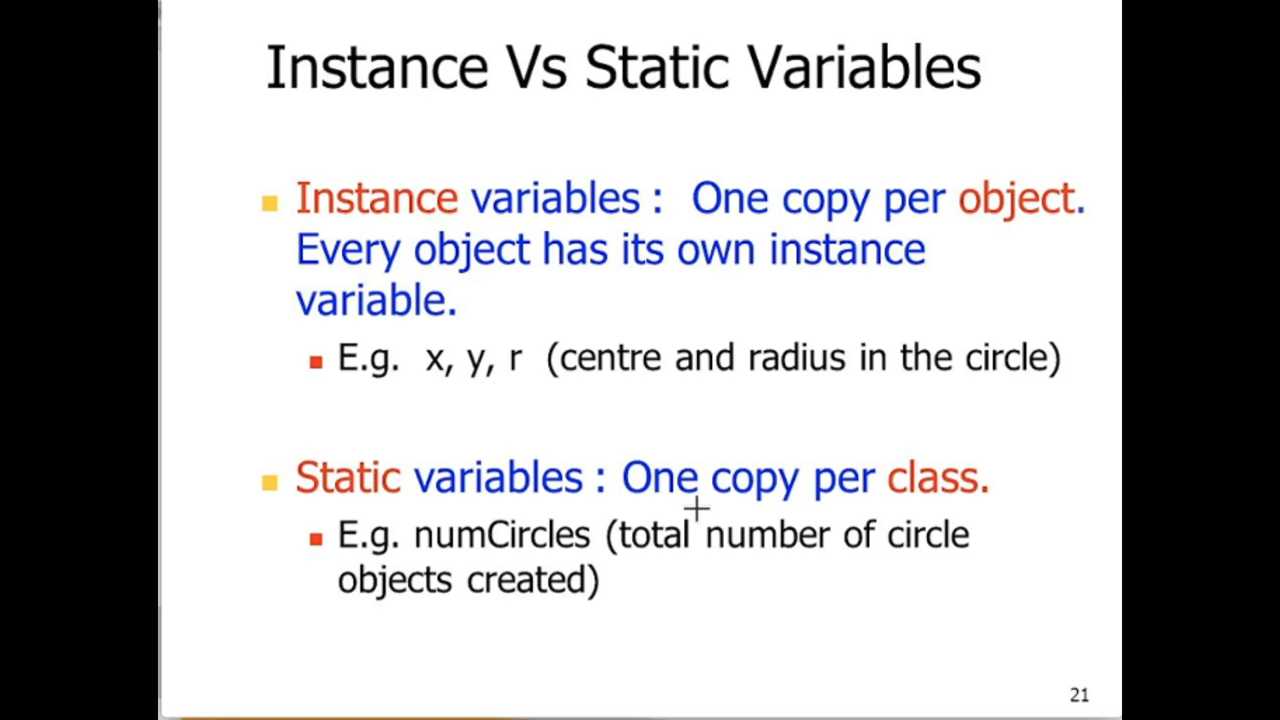 Instance Vs Static Variables
Instance variables : One copy per object.
Every object has its own instance
variable.
E.g. x, y, r (centre and radius in the circle)
Static variables : One copy per class.
E.g. numCircles (total number of circle
objects created)
21